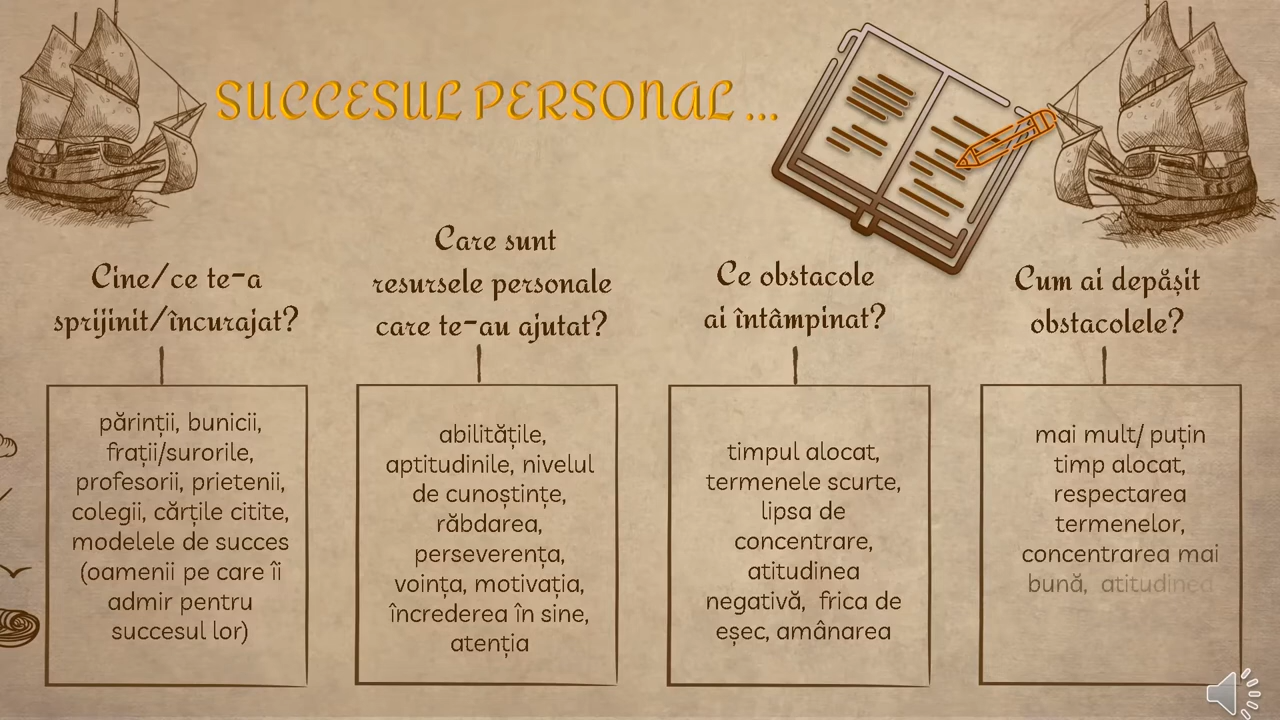 SUCCESUL PERSONAL ...
Cine/ce te-a
sprijinit/încurajat?
părinții, bunicii,
frații/surorile,
profesorii, prietenii,
colegii, cărțile citite,
modelele de succes
(oamenii pe care îi
admir pentru
succesul lor)
Care sunt
resursele personale
care te-au ajutat?
abilitățile,
aptitudinile, nivelul
de cunoștințe,
răbdarea,
perseverența,
voința, motivația,
încrederea în sine,
atenția
Ce obstacole
ai întâmpinat?
timpul alocat,
termenele scurte,
lipsa de
concentrare,
atitudinea
negativă,  frica de
eșec, amânarea
Cum ai depășit
obstacolele?
mai mult/ puțin
timp alocat,
respectarea
termenelor,
concentrarea mai
bună,  atitudinea